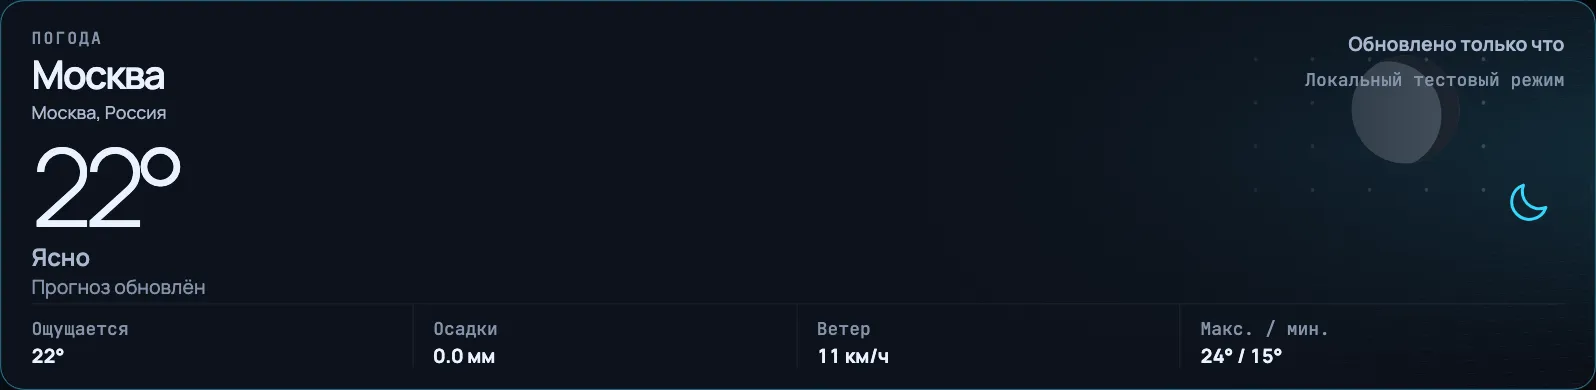 ПОГОДА
Москва
Москва, Россия
22°
Ясно
Прогноз обновлён
Обновлено только что
Локальный тестовый режим
Ощущается
22°
Осадки
0.0 мм
Ветер
11 км/ч
Макс. / мин.
24° / 15°